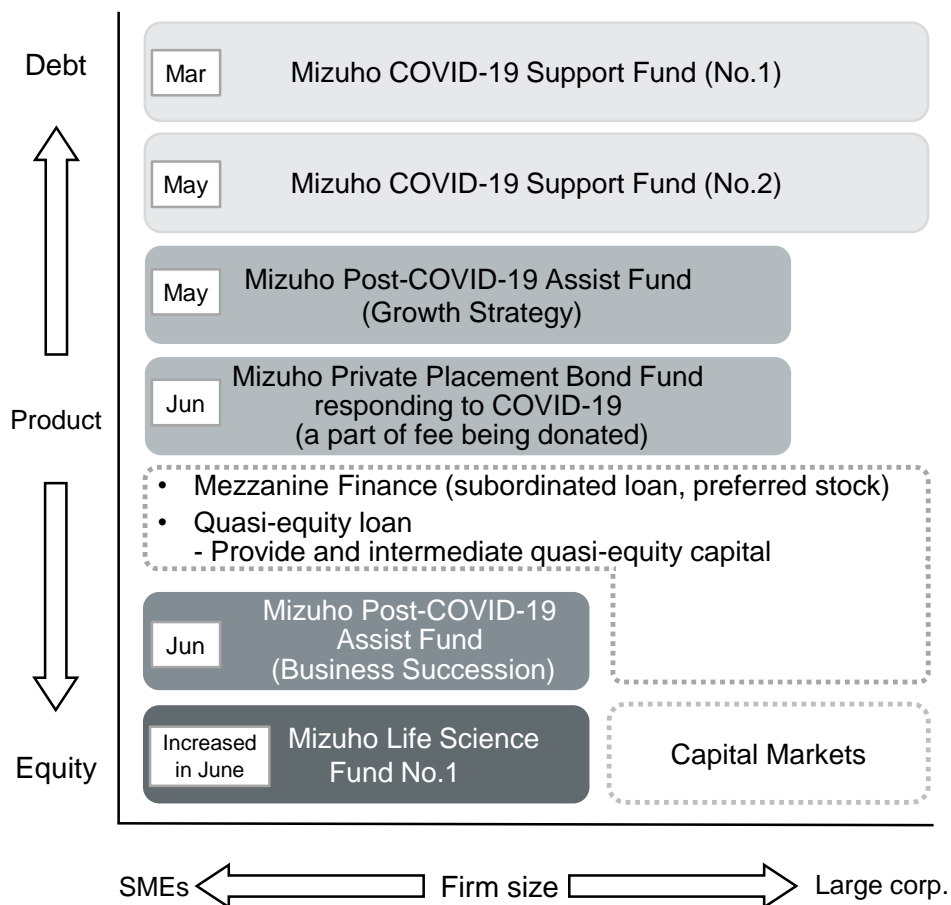 Debt
Mar
Mizuho COVID-19 Support Fund (No.1)
May
Mizuho COVID-19 Support Fund (No.2)
May
Mizuho Post-COVID-19 Assist Fund
(Growth Strategy)
Product
Jun
Mizuho Private Placement Bond Fund
responding to COVID-19
(a part of fee being donated)
• Mezzanine Finance (subordinated loan, preferred stock)
• Quasi-equity loan
- Provide and intermediate quasi-equity capital
Jun
Mizuho Post-COVID-19
Assist Fund
(Business Succession)
Equity
Increased
in June
Mizuho Life Science
Fund No.1
Capital Markets
SMEs
Firm size
Large corp.